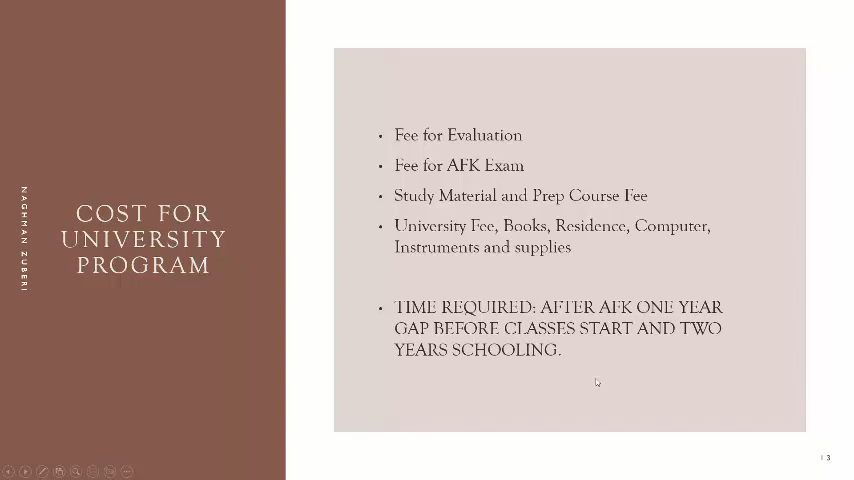 NAGHMAN ZUBERI
COST FOR
UNIVERSITY
PROGRAM
• Fee for Evaluation
• Fee for AFK Exam
• Study Material and Prep Course Fee
• University Fee, Books, Residence, Computer,
Instruments and supplies
• TIME REQUIRED: AFTER AFK ONE YEAR
GAP BEFORE CLASSES START AND TWO
YEARS SCHOOLING.
13